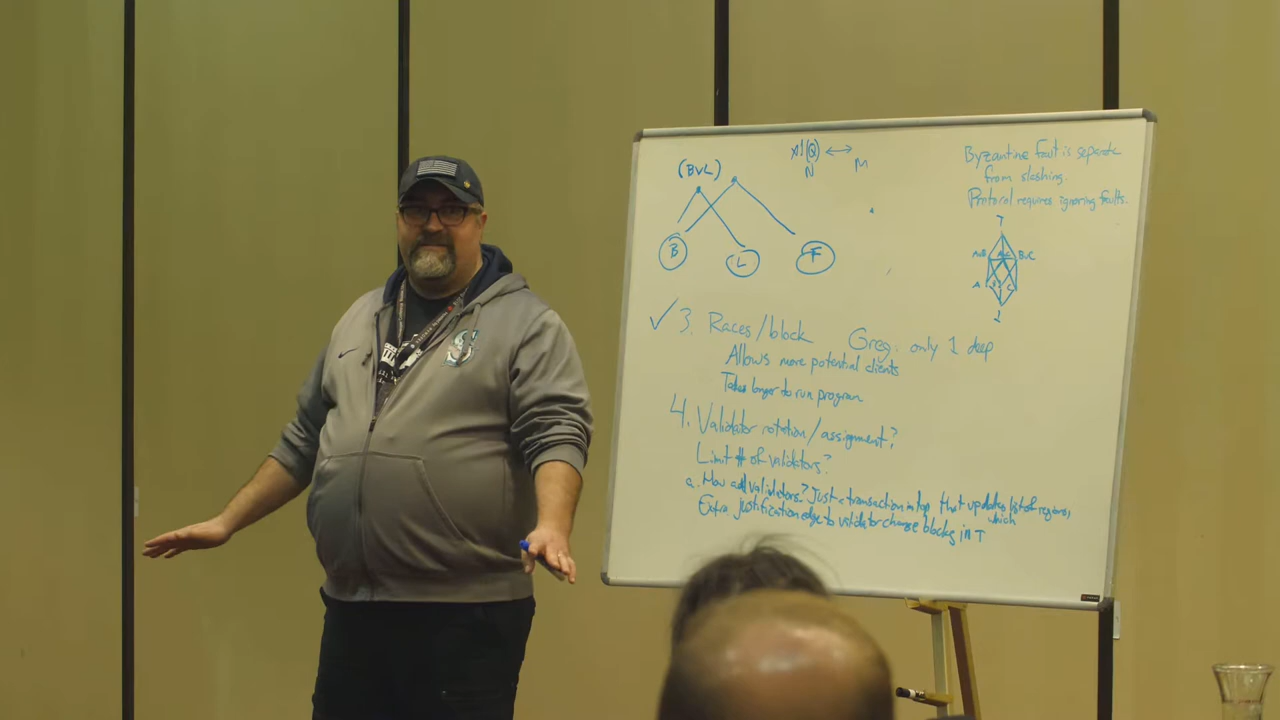 (BVL)
N
M
B
L
F
Byzantine fault is separate
from slashing.
Protocol requires ignoring faults.
T
BVC
A
C
✓ 3. Races/block
Greg: only 1 deep
Allows more potential clients
Takes longer to run program
4. Validator rotation/assignment?
Limit # of validators?
a. How add validators? Just a transaction in top that updates list of regions,
which
Extra justification edge to validator change blocks in T
S